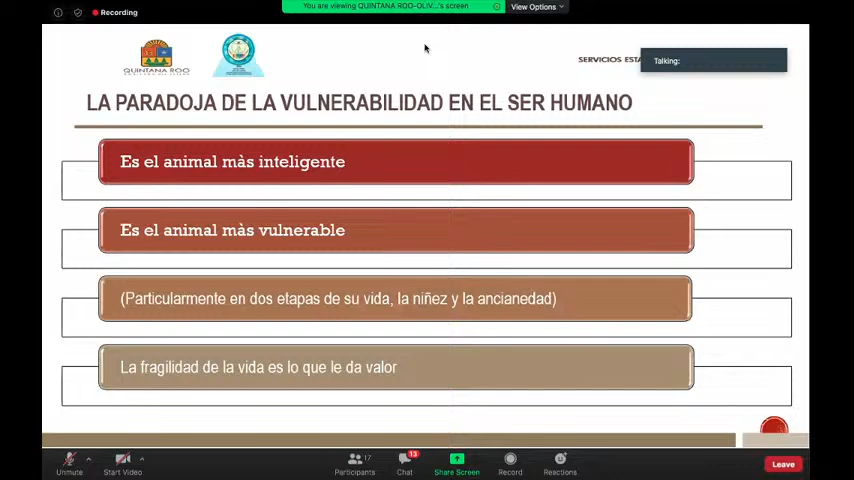 Recording
You are viewing QUINTANA ROO-OLIV...'s screen
View Options
QUINTANA ROO
SERVICIOS ESTA
Talking:
LA PARADOJA DE LA VULNERABILIDAD EN EL SER HUMANO
Es el animal màs inteligente
Es el animal màs vulnerable
(Particularmente en dos etapas de su vida, la niñez y la ancianedad)
La fragilidad de la vida es lo que le da valor
Unmute
Start Video
17
Participants
13
Chat
Share Screen
Record
Reactions
Leave